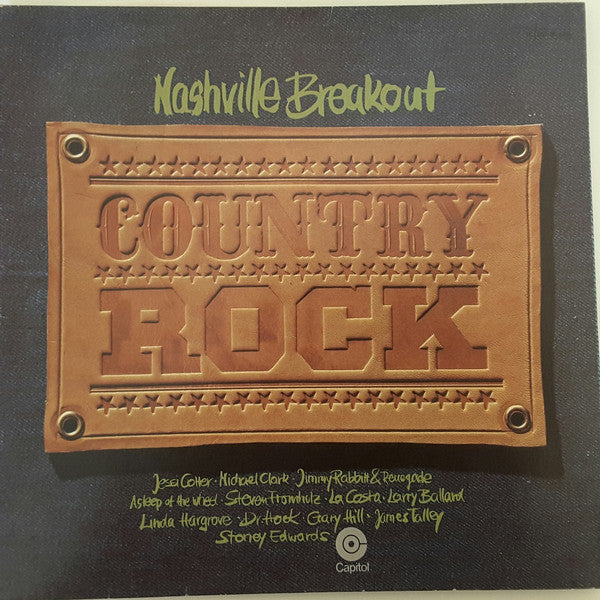 Nashville Breakout
COUNTRY
ROCK
Jessi Colter · Michael Clark · Jimmy Rabbitt & Renegade
Asleep at the Wheel · Steven Fromholz · La Costa · Larry Ballard
Linda Hargrove · Dr. Hook · Gary Hill · James Talley
Stoney Edwards
Capitol